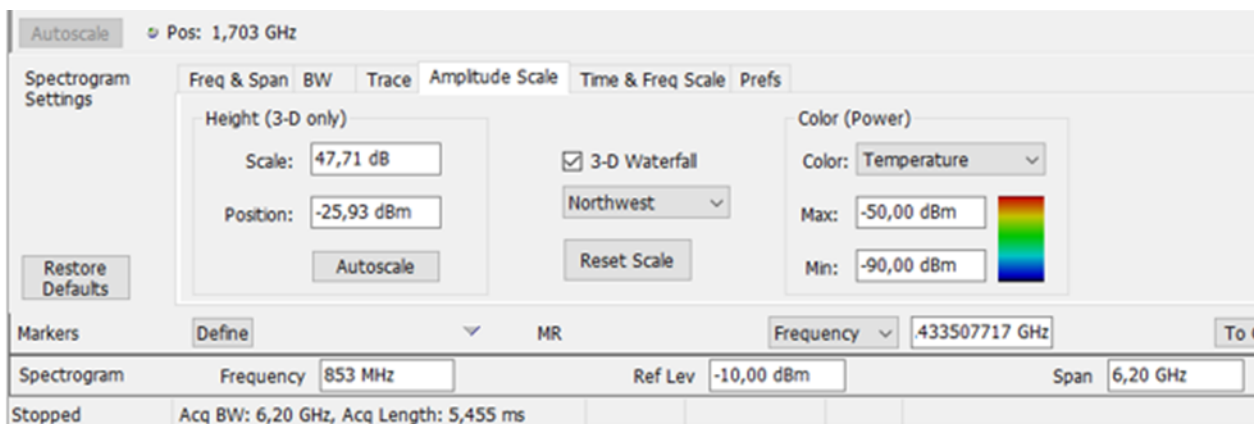 Autoscale Pos: 1,703 GHz
Spectrogram Settings
Freq & Span BW Trace Amplitude Scale Time & Freq Scale Prefs
Height (3-D only)
Scale: 47,71 dB
Position: -25,93 dBm
Autoscale
3-D Waterfall
Northwest
Reset Scale
Color (Power)
Color: Temperature
Max: -50,00 dBm
Min: -90,00 dBm
Restore Defaults
Markers Define MR Frequency .433507717 GHz To
Spectrogram Frequency 853 MHz Ref Lev -10,00 dBm Span 6,20 GHz
Stopped Acq BW: 6,20 GHz, Acq Length: 5,455 ms